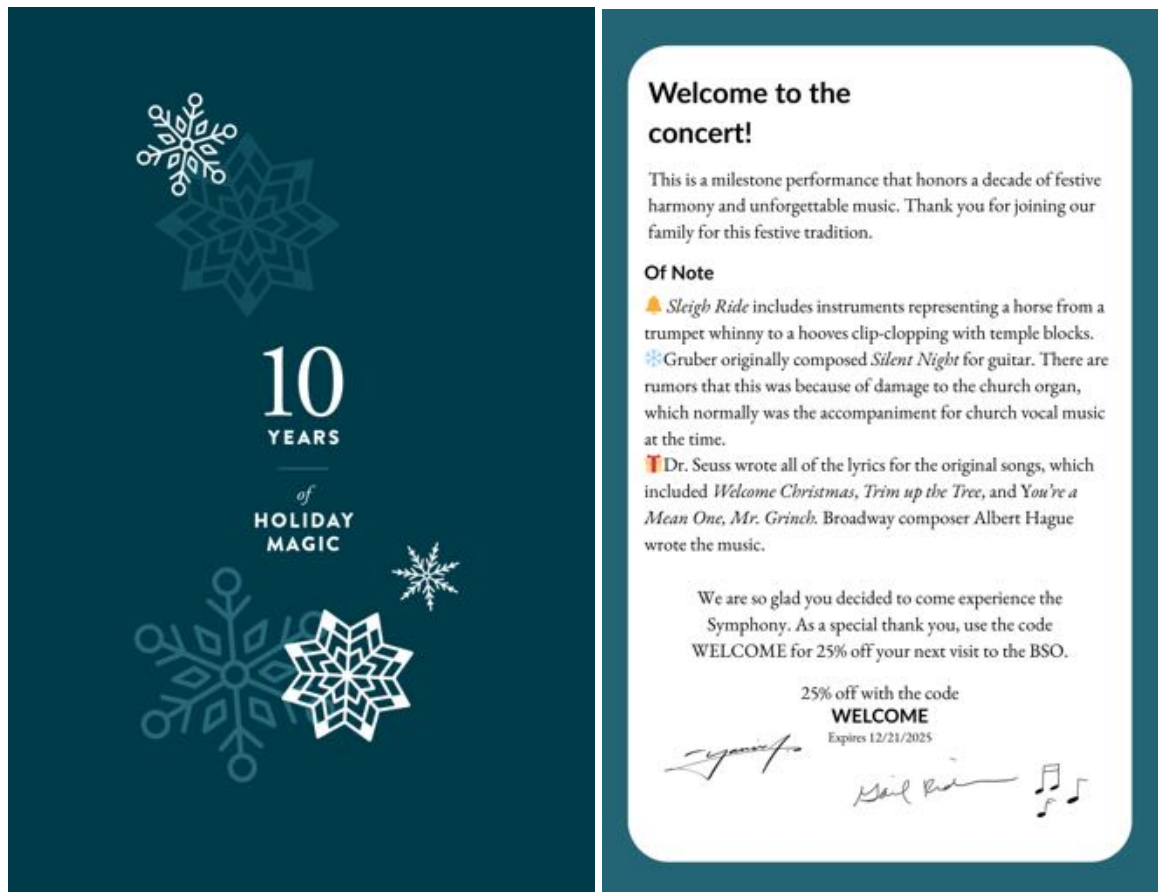 10
YEARS
of
HOLIDAY
MAGIC
Welcome to the
concert!
This is a milestone performance that honors a decade of festive
harmony and unforgettable music. Thank you for joining our
family for this festive tradition.
Of Note
🔔 Sleigh Ride includes instruments representing a horse from a
trumpet whinny to a hooves clip-clopping with temple blocks.
❄️Gruber originally composed Silent Night for guitar. There are
rumors that this was because of damage to the church organ,
which normally was the accompaniment for church vocal music
at the time.
🎁Dr. Seuss wrote all of the lyrics for the original songs, which
included Welcome Christmas, Trim up the Tree, and You're a
Mean One, Mr. Grinch. Broadway composer Albert Hague
wrote the music.
We are so glad you decided to come experience the
Symphony. As a special thank you, use the code
WELCOME for 25% off your next visit to the BSO.
25% off with the code
WELCOME
Expires 12/21/2025